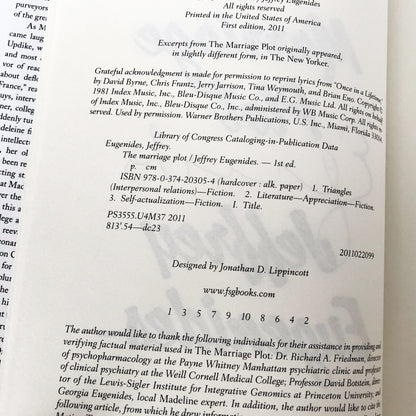 purveyors
All rights reserved
Printed in the United States of America
First edition, 2011
Excerpts from The Marriage Plot originally appeared,
in slightly different form, in The New Yorker.
Grateful acknowledgment is made for permission to reprint lyrics from "Once in a Lifetime,"
by David Byrne, Chris Frantz, Jerry Jarrison, Tina Weymouth, and Brian Eno. Copyright ©
1981 Index Music, Inc., Bleu-Disque Music Co., and E.G. Music Ltd. All rights on behalf
of Index Music, Inc., Bleu-Disque Music Co., Inc., administered by WB Music Corp. All rights re-
served. Used by permission. Warner Brothers Publications, U.S. Inc., Miami, Florida 33014.
Library of Congress Cataloging-in-Publication Data
Eugenides, Jeffrey.
The marriage plot / Jeffrey Eugenides. — 1st ed.
p. cm
ISBN 978-0-374-20305-4 (hardcover : alk. paper) 1. Triangles
(Interpersonal relations)—Fiction. 2. Literature—Appreciation—Fiction.
3. Self-actualization—Fiction. I. Title.
PS3555.U4M37 2011
813'.54—dc23
2011022099
Designed by Jonathan D. Lippincott
www.fsgbooks.com
1 3 5 7 9 10 8 6 4 2
The author would like to thank the following individuals for their assistance in providing and
verifying factual material used in The Marriage Plot: Dr. Richard A. Friedman, director
of psychopharmacology at the Payne Whitney Manhattan psychiatric clinic and professor
of clinical psychiatry at the Weill Cornell Medical College; Professor David Botstein, direc-
tor of the Lewis-Sigler Institute for Integrative Genomics at Princeton University; and
Georgia Eugenides, local Madeline expert. In addition, the author would like to cite the
following article, from which he drew information